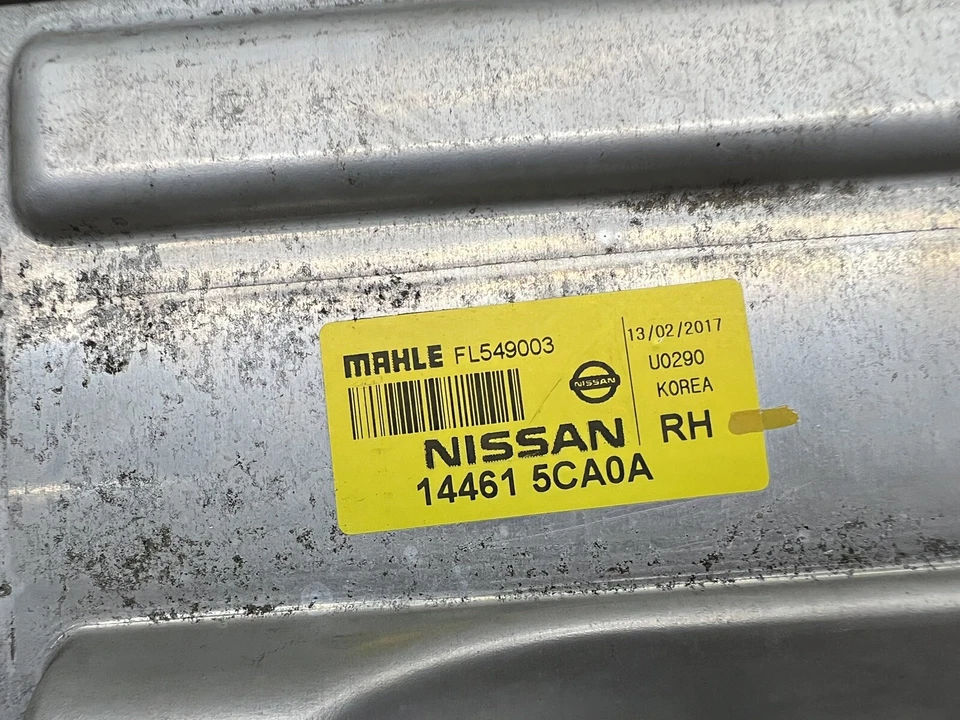 MAHLE FL549003
NISSAN
NISSAN
14461 5CA0A
13/02/2017
U0290
KOREA
RH